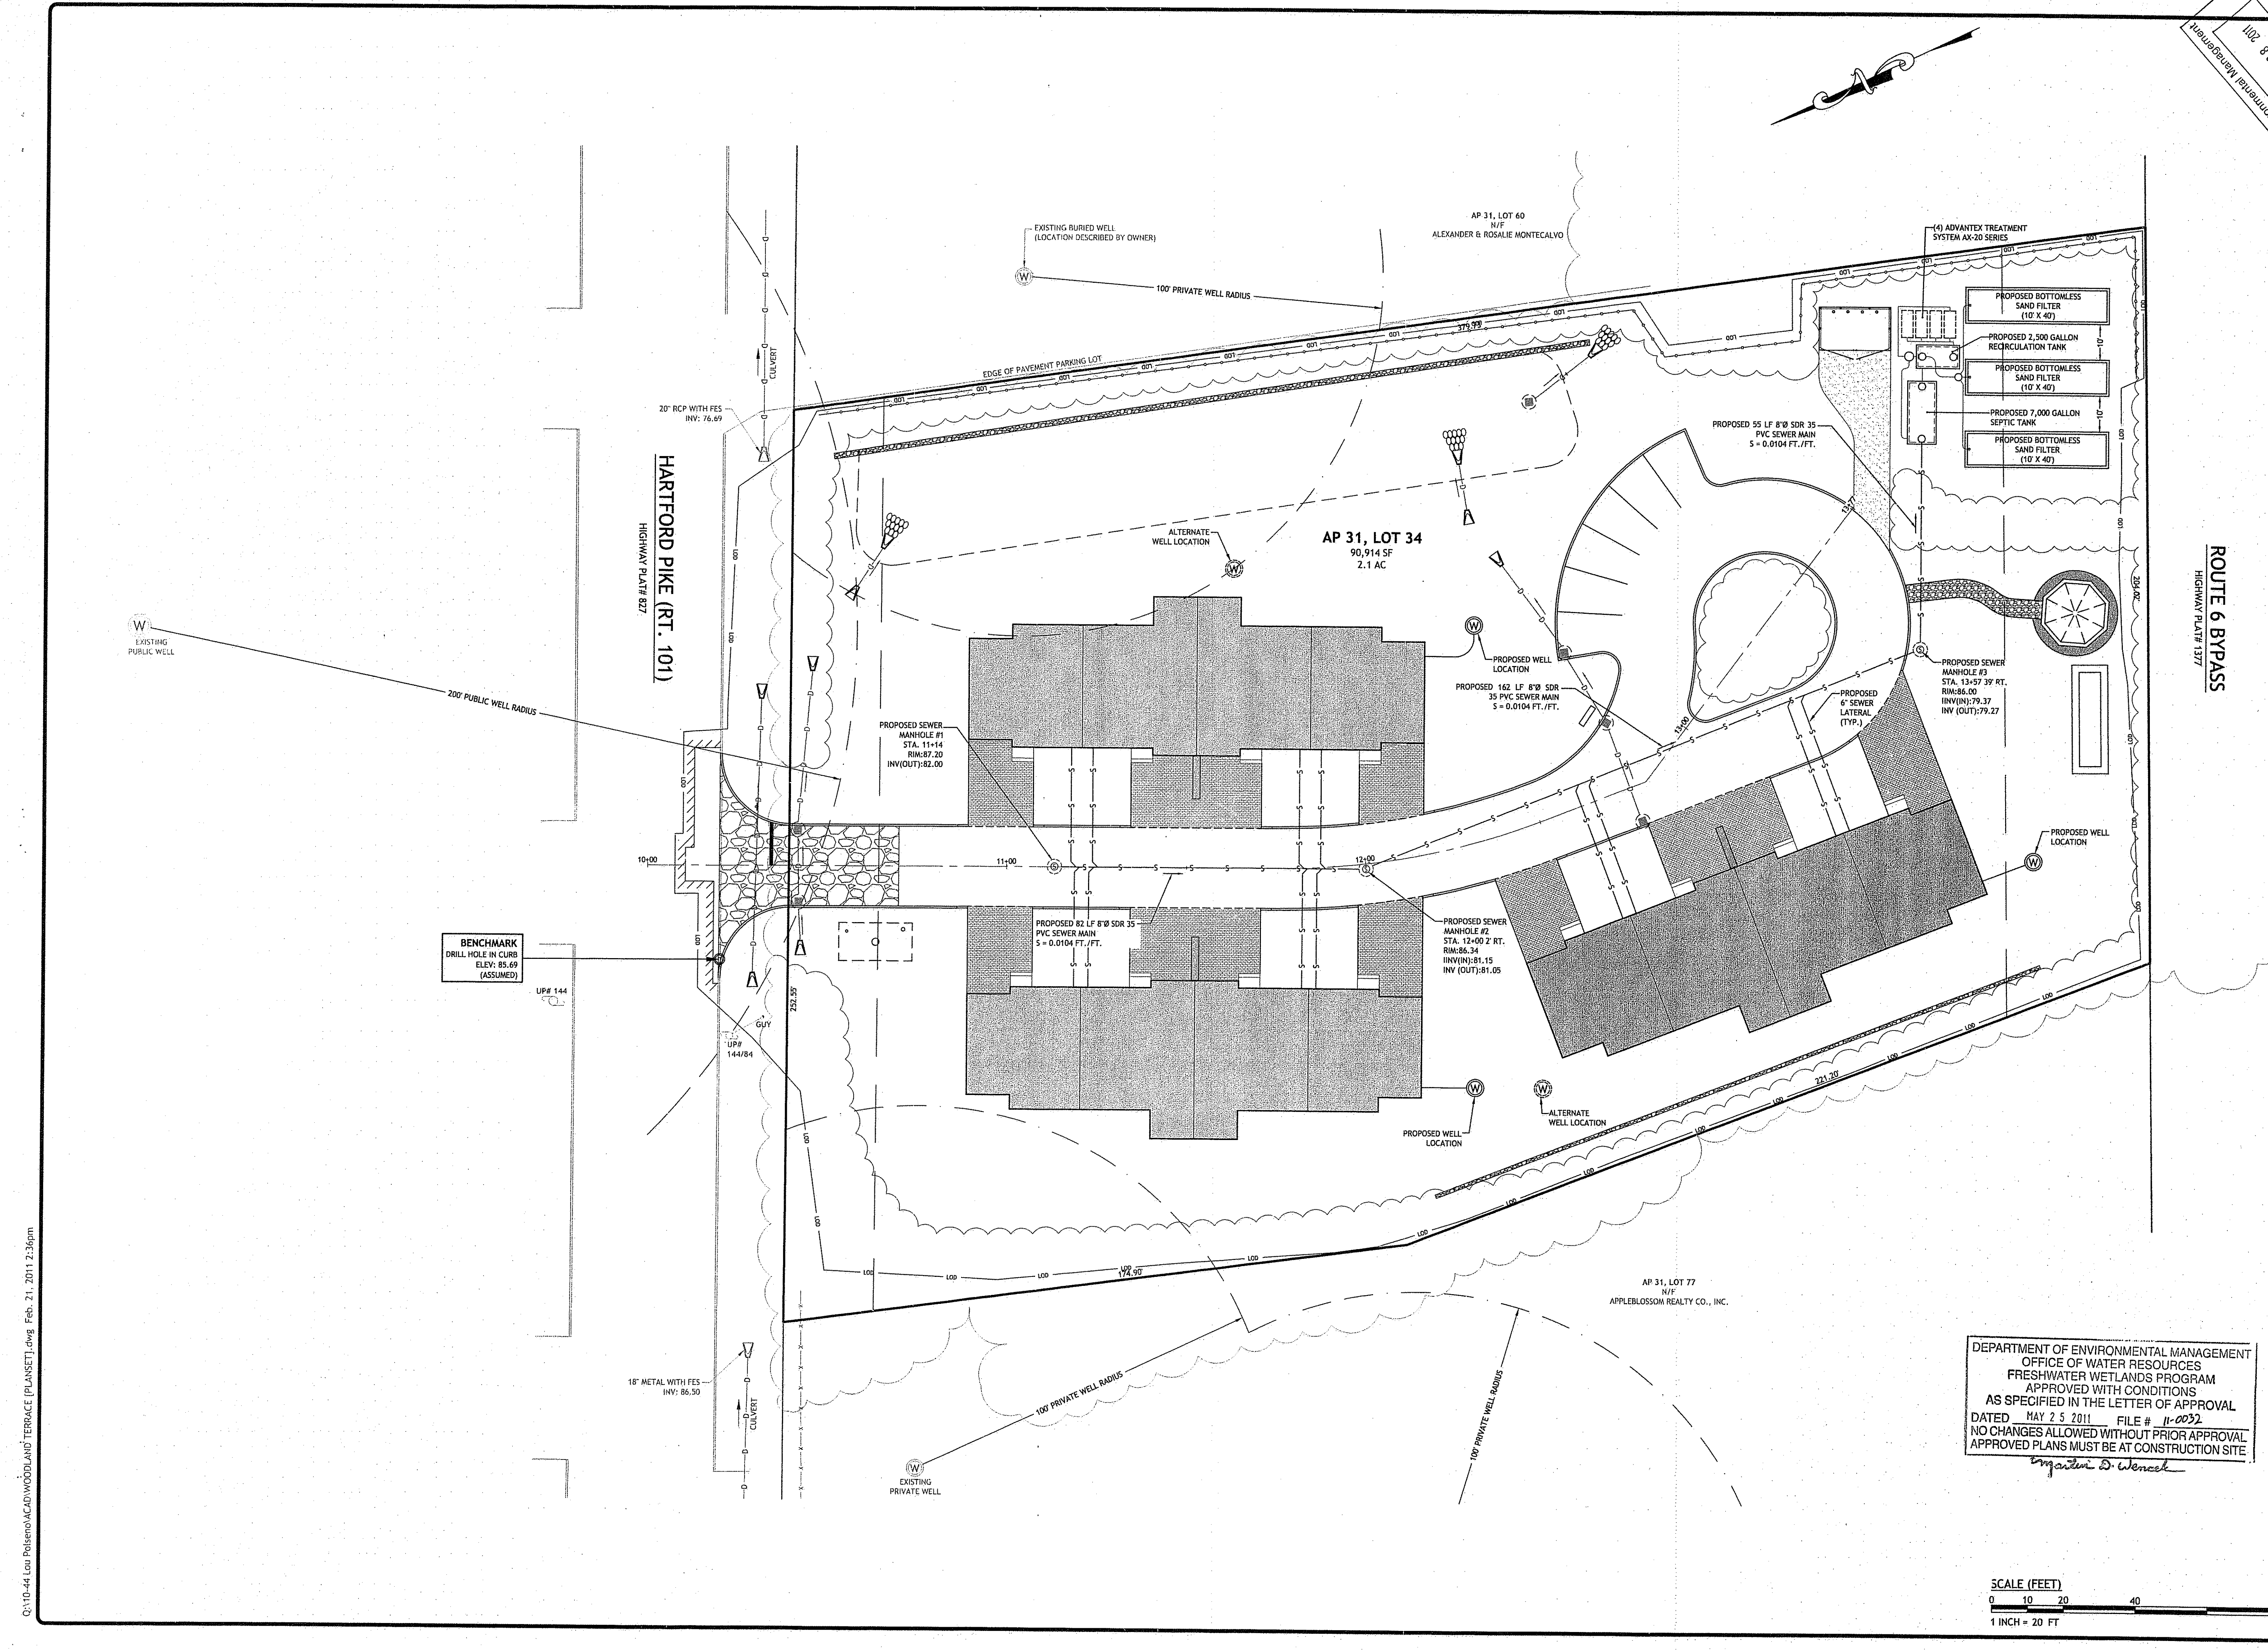 2011
EXISTING BURIED WELL
(LOCATION DESCRIBED BY OWNER)
W
100' PRIVATE WELL RADIUS
AP 31, LOT 60
N/F
ALEXANDER & ROSALIE MONTECALVO
(4) ADVANTEX TREATMENT
SYSTEM AX-20 SERIES
PROPOSED BOTTOMLESS
SAND FILTER
(10' X 40')
PROPOSED 2,500 GALLON
RECIRCULATION TANK
PROPOSED BOTTOMLESS
SAND FILTER
(10' X 40')
PROPOSED 7,000 GALLON
SEPTIC TANK
PROPOSED BOTTOMLESS
SAND FILTER
(10' X 40')
PROPOSED 55 LF 8"Ø SDR 35
PVC SEWER MAIN
S = 0.0104 FT./FT.
379.99'
EDGE OF PAVEMENT PARKING LOT
CULVERT
20" RCP WITH FES
INV: 76.69
HARTFORD PIKE (RT. 101)
HIGHWAY PLAT# 827
ROUTE 6 BYPASS
HIGHWAY PLAT# 1377
204.02'
ALTERNATE
WELL LOCATION
W
AP 31, LOT 34
90,914 SF
2.1 AC
W
EXISTING
PUBLIC WELL
200' PUBLIC WELL RADIUS
W
PROPOSED WELL
LOCATION
PROPOSED 162 LF 8"Ø SDR
35 PVC SEWER MAIN
S = 0.0104 FT./FT.
13+77
13+00
PROPOSED
6" SEWER
LATERAL
(TYP.)
PROPOSED SEWER
MANHOLE #3
STA. 13+57 39' RT.
RIM:86.00
IINV(IN):79.37
INV (OUT):79.27
PROPOSED SEWER
MANHOLE #1
STA. 11+14
RIM:87.20
INV(OUT):82.00
10+00
11+00
12+00
W
PROPOSED WELL
LOCATION
PROPOSED 82 LF 8"Ø SDR 35
PVC SEWER MAIN
S = 0.0104 FT./FT.
PROPOSED SEWER
MANHOLE #2
STA. 12+00 2' RT.
RIM:86.34
IINV(IN):81.15
INV (OUT):81.05
BENCHMARK
DRILL HOLE IN CURB
ELEV: 85.69
(ASSUMED)
UP# 144
252.55'
GUY
UP#
144/84
W
PROPOSED WELL
LOCATION
W
ALTERNATE
WELL LOCATION
221.20'
LOD
174.90'
AP 31, LOT 77
N/F
APPLEBLOSSOM REALTY CO., INC.
18" METAL WITH FES
INV: 86.50
CULVERT
100' PRIVATE WELL RADIUS
100' PRIVATE WELL RADIUS
W
EXISTING
PRIVATE WELL
DEPARTMENT OF ENVIRONMENTAL MANAGEMENT
OFFICE OF WATER RESOURCES
FRESHWATER WETLANDS PROGRAM
APPROVED WITH CONDITIONS
AS SPECIFIED IN THE LETTER OF APPROVAL
DATED MAY 25 2011 FILE # 11-0032
NO CHANGES ALLOWED WITHOUT PRIOR APPROVAL
APPROVED PLANS MUST BE AT CONSTRUCTION SITE
Martin D. Wencek
SCALE (FEET)
0 10 20 40
1 INCH = 20 FT
Q:\10-44 Lou Polseno\ACAD\WOODLAND TERRACE [PLANSET].dwg Feb. 21, 2011 2:36pm